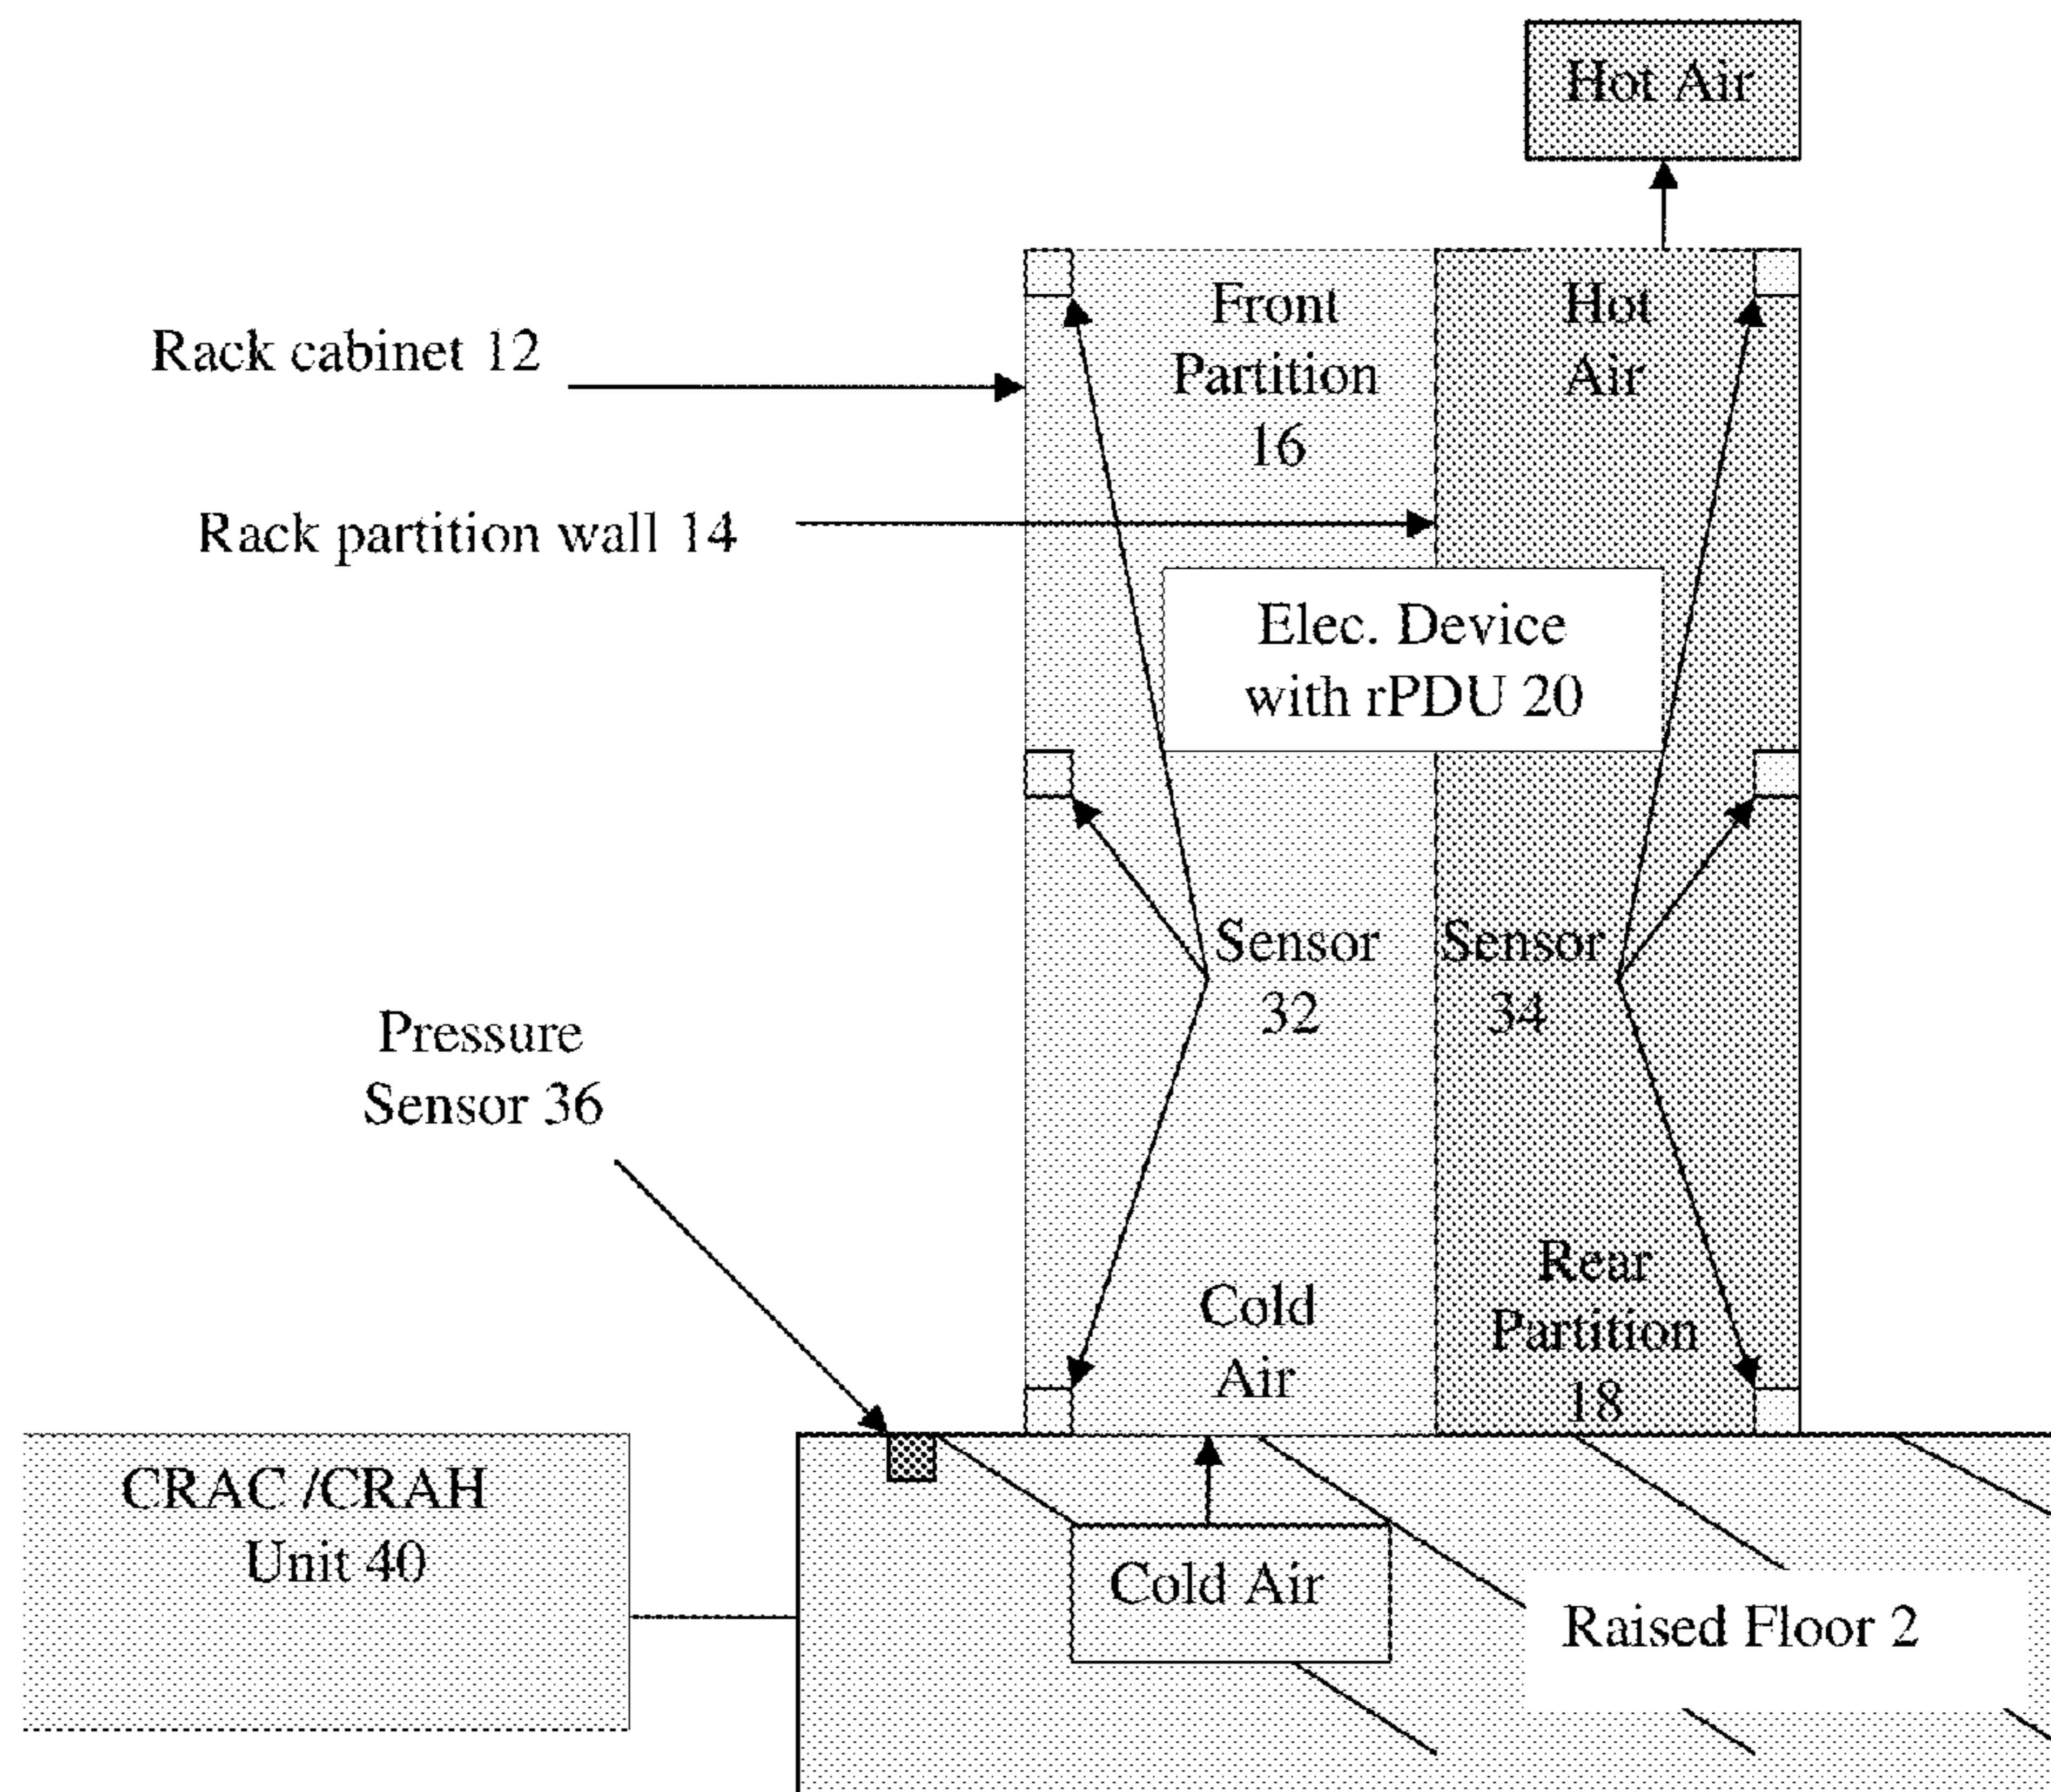 Hot Air
Front
Partition
16
Hot
Air
Rack cabinet 12
Rack partition wall 14
Elec. Device
with rPDU 20
Sensor
32
Sensor
34
Pressure
Sensor 36
Cold
Air
Rear
Partition
18
CRAC /CRAH
Unit 40
Cold Air
Raised Floor 2